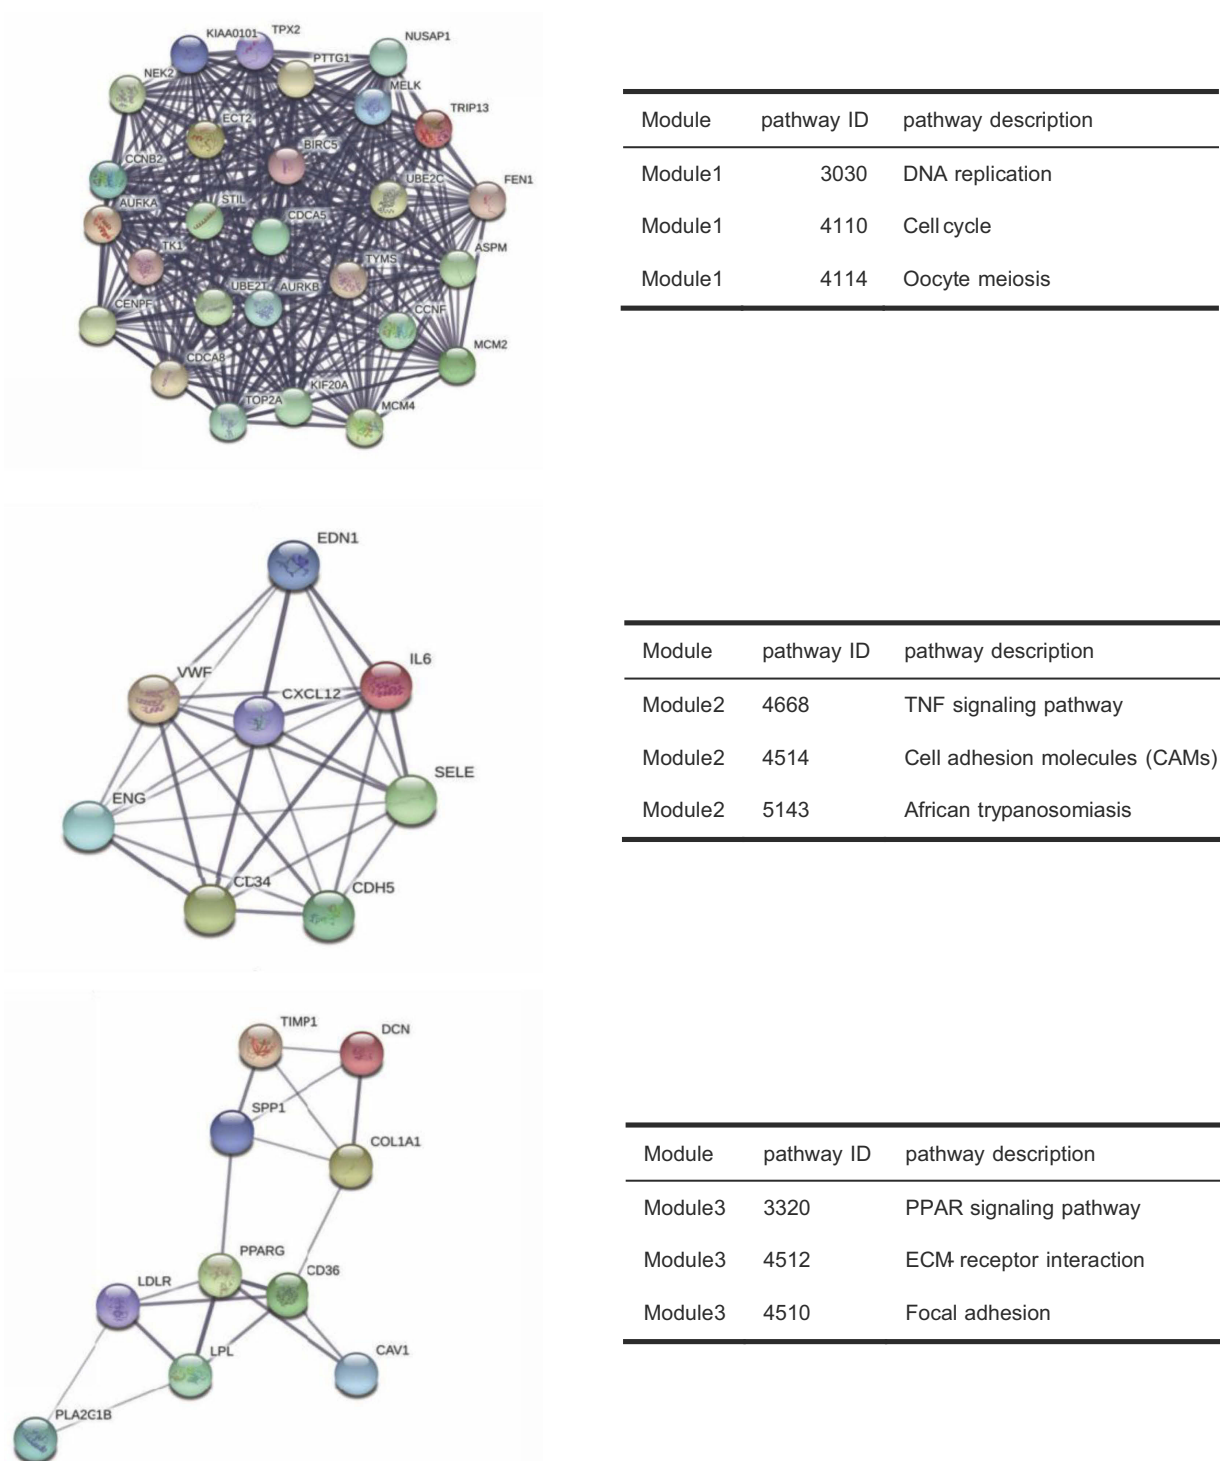 KIAA0101 TPX2 NUSAP1
PTTG1
NEK2 MELK
TRIP13
ECT2
BIRC5
CCNB2 UBE2C FEN1
AURKA STIL
CDCA5
TK1 TYMS ASPM
UBE2T AURKB
CENPF CCNF
MCM2
CDCA8
KIF20A
TOP2A MCM4
Module pathway ID pathway description
Module1 3030 DNA replication
Module1 4110 Cell cycle
Module1 4114 Oocyte meiosis
EDN1
IL6
VWF
CXCL12
SELE
ENG
CD34 CDH5
Module pathway ID pathway description
Module2 4668 TNF signaling pathway
Module2 4514 Cell adhesion molecules (CAMs)
Module2 5143 African trypanosomiasis
TIMP1 DCN
SPP1
COL1A1
PPARG
CD36
LDLR
LPL CAV1
PLA2G1B
Module pathway ID pathway description
Module3 3320 PPAR signaling pathway
Module3 4512 ECM-receptor interaction
Module3 4510 Focal adhesion